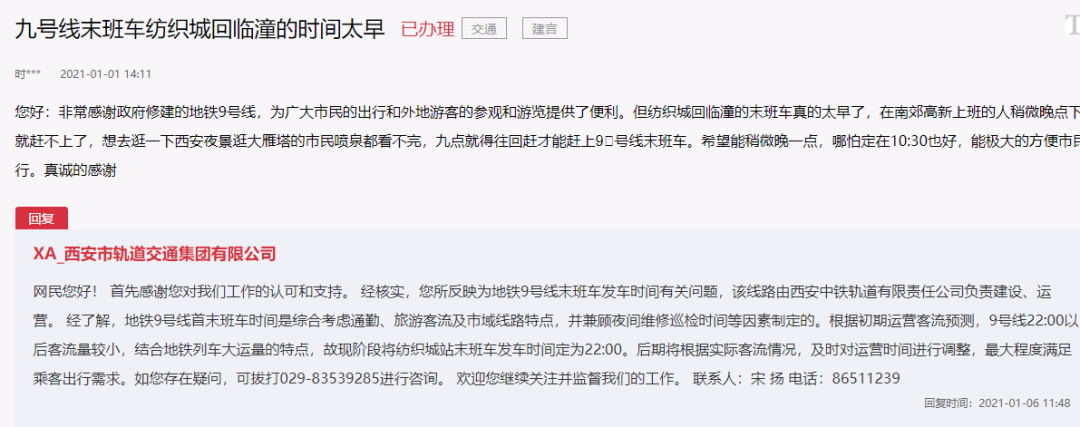 九号线末班车纺织城回临潼的时间太早 已办理 交通 建言
时*** 2021-01-01 14:11
您好：非常感谢政府修建的地铁9号线，为广大市民的出行和外地游客的参观和游览提供了便利。但纺织城回临潼的末班车真的太早了，在南郊高新上班的人稍微晚点下
就赶不上了，想去逛一下西安夜景逛大雁塔的市民喷泉都看不完，九点就得往回赶才能赶上9▯号线末班车。希望能稍微晚一点，哪怕定在10:30也好，能极大的方便市民
行。真诚的感谢
回复
XA_西安市轨道交通集团有限公司
网民您好！ 首先感谢您对我们工作的认可和支持。 经核实，您所反映为地铁9号线末班车发车时间有关问题，该线路由西安中铁轨道有限责任公司负责建设、运
营。 经了解，地铁9号线首末班车时间是综合考虑通勤、旅游客流及市域线路特点，并兼顾夜间维修巡检时间等因素制定的。根据初期运营客流预测，9号线22:00以
后客流量较小，结合地铁列车大运量的特点，故现阶段将纺织城站末班车发车时间定为22:00。后期将根据实际客流情况，及时对运营时间进行调整，最大程度满足
乘客出行需求。如您存在疑问，可拔打029-83539285进行咨询。 欢迎您继续关注并监督我们的工作。 联系人：宋 扬 电话：86511239
回复时间：2021-01-06 11:48